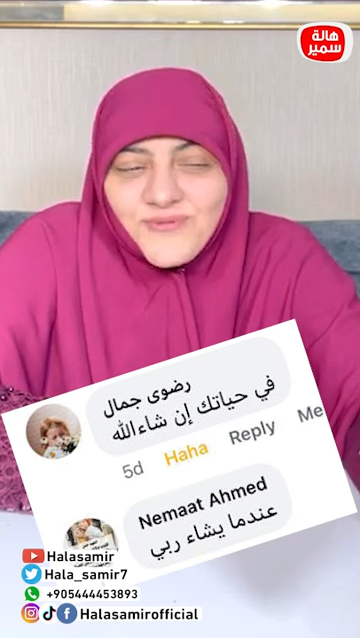 هالة
سمير
رضوى جمال
في حياتك إن شاءالله
5d Haha Reply Me
Nemaat Ahmed
عندما يشاء ربي
Halasamir
Hala_samir7
+905444453893
Halasamirofficial